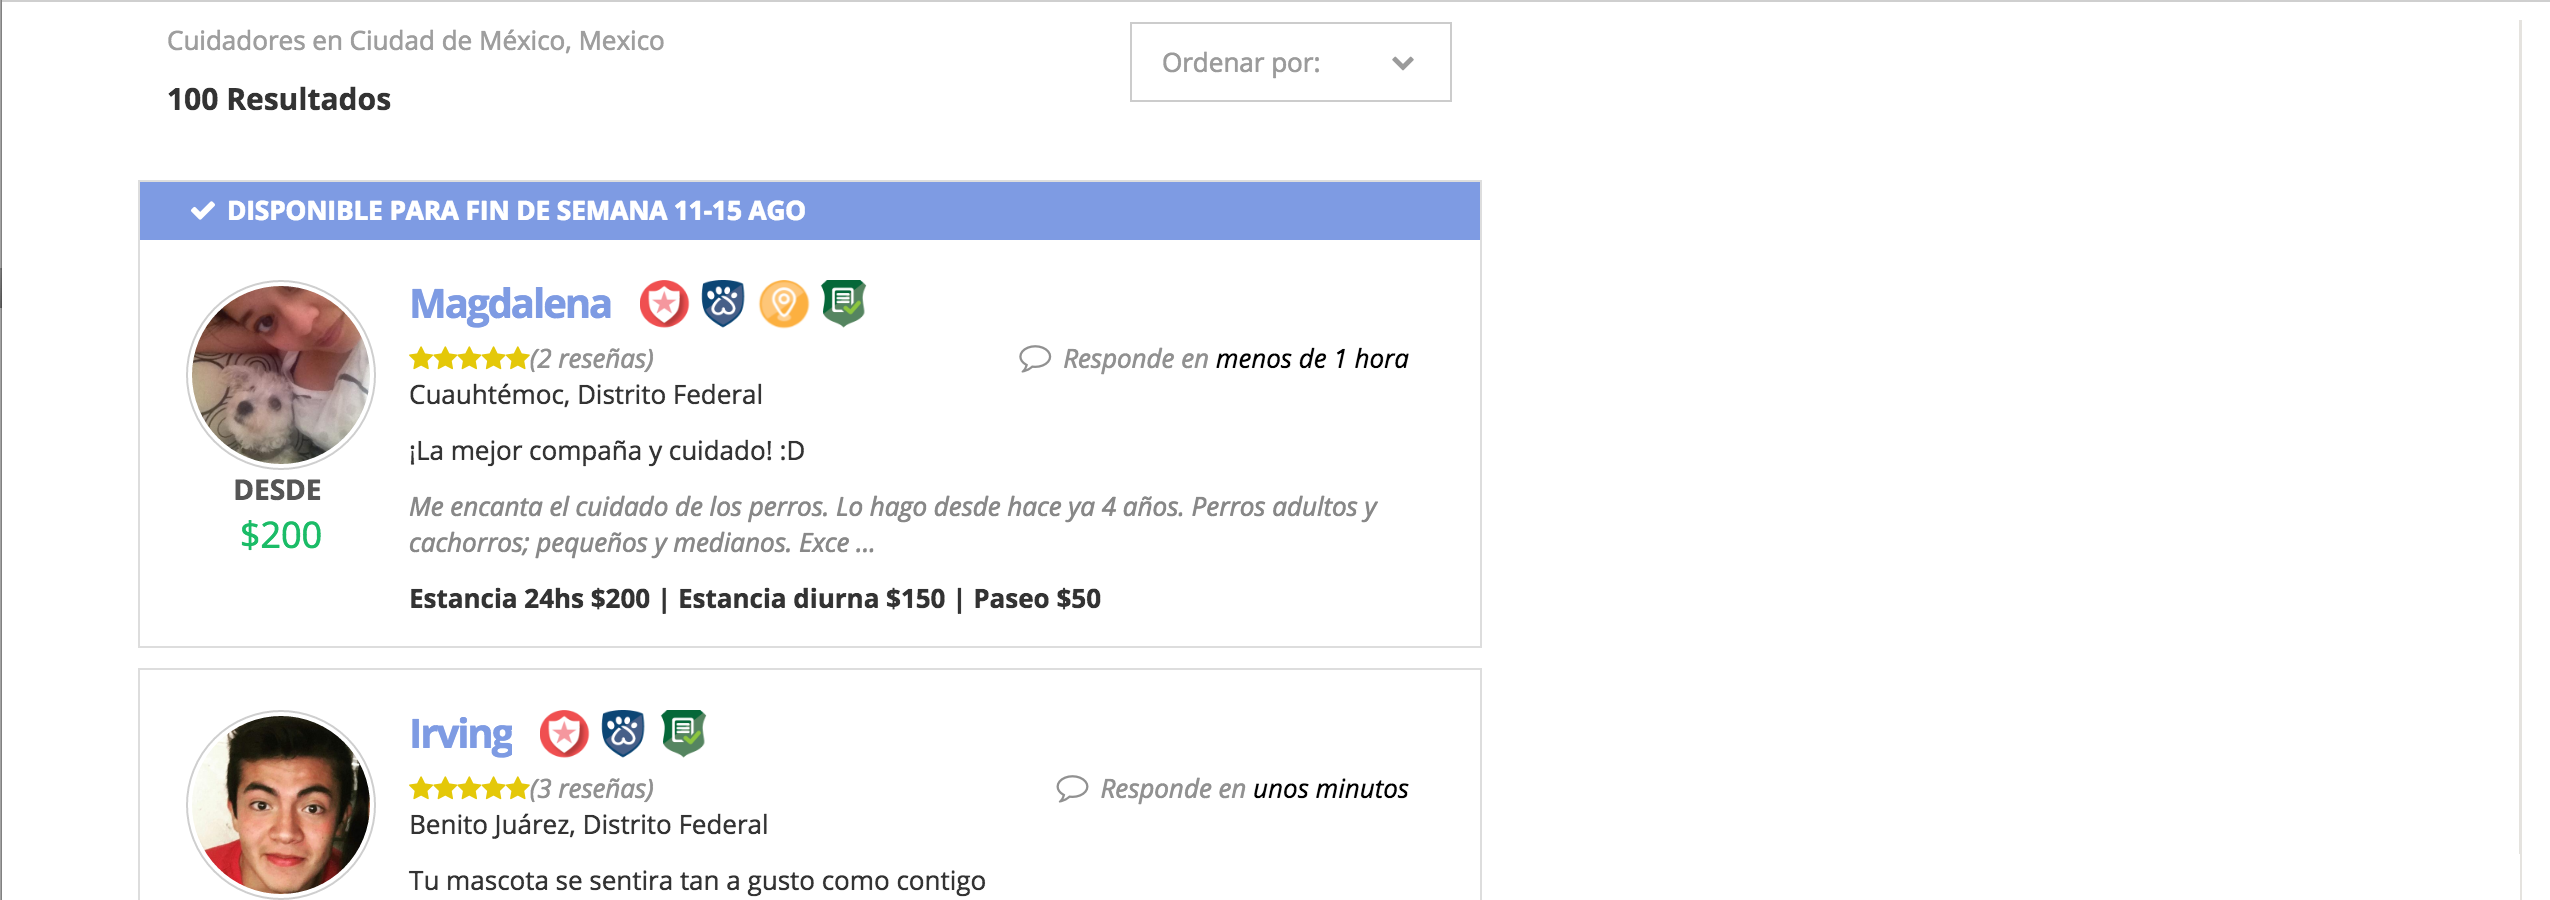 Cuidadores en Ciudad de México, Mexico
Ordenar por:
100 Resultados
DISPONIBLE PARA FIN DE SEMANA 11-15 AGO
Magdalena
(2 reseñas)
Responde en menos de 1 hora
Cuauhtémoc, Distrito Federal
¡La mejor compaña y cuidado! :D
DESDE
$200
Me encanta el cuidado de los perros. Lo hago desde hace ya 4 años. Perros adultos y
cachorros; pequeños y medianos. Exce ...
Estancia 24hs $200 | Estancia diurna $150 | Paseo $50
Irving
(3 reseñas)
Responde en unos minutos
Benito Juárez, Distrito Federal
Tu mascota se sentira tan a gusto como contigo